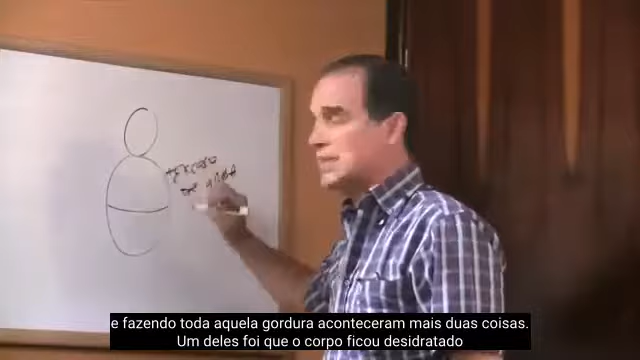 e fazendo toda aquela gordura aconteceram mais duas coisas.
Um deles foi que o corpo ficou desidratado